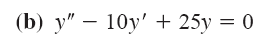 (b) y″ − 10y′ + 25y = 0